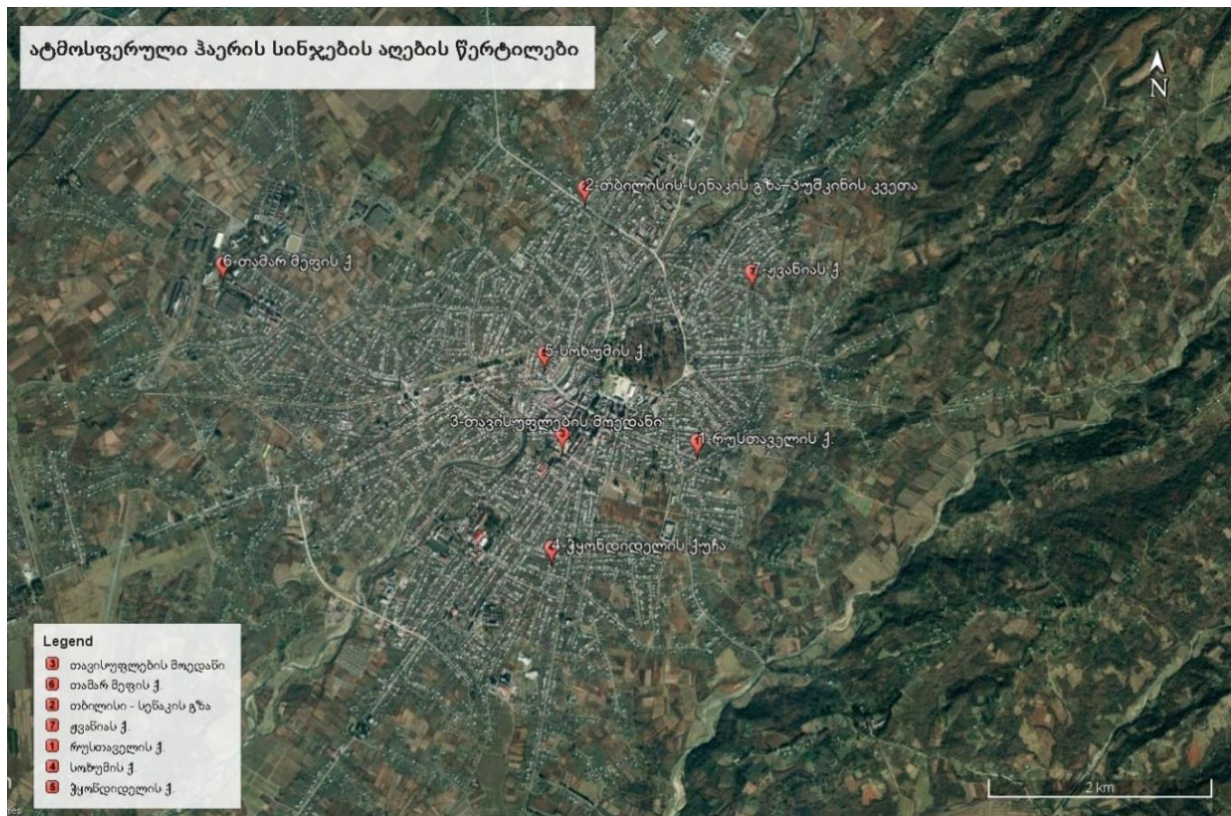 ატმოსფერული ჰაერის სინჯების აღების წერტილები
N
2-თბილისის-სენაკის გზა–პუშკინის კვეთა
6-თამარ მეფის ქ.
7-ჟვანიას ქ.
5-სოხუმის ქ.
3-თავისუფლების მოედანი
1-რუსთაველის ქ.
4-ჭყონდიდელის ქუჩა
Legend
3 თავისუფლების მოედანი
6 თამარ მეფის ქ.
2 თბილისი - სენაკის გზა
7 ჟვანიას ქ.
1 რუსთაველის ქ.
4 სოხუმის ქ.
5 ჭყონდიდელის ქ.
2 km